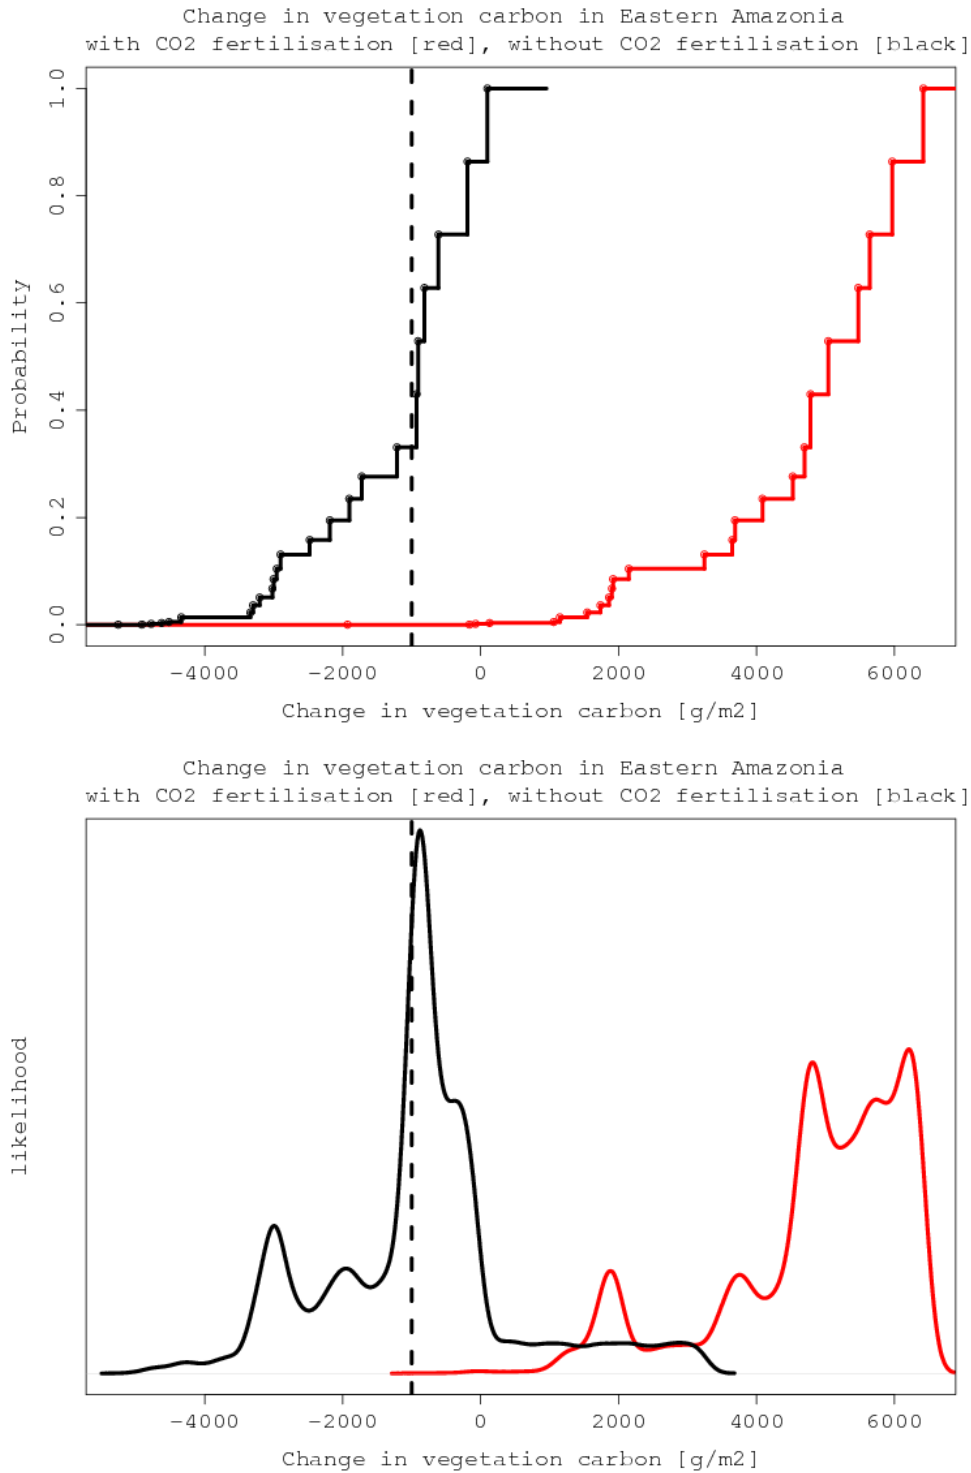 Change in vegetation carbon in Eastern Amazonia
with CO2 fertilisation [red], without CO2 fertilisation [black]
1.0
0.8
0.6
0.4
0.2
0.0
Probability
-4000 -2000 0 2000 4000 6000
Change in vegetation carbon [g/m2]
Change in vegetation carbon in Eastern Amazonia
with CO2 fertilisation [red], without CO2 fertilisation [black]
likelihood
-4000 -2000 0 2000 4000 6000
Change in vegetation carbon [g/m2]